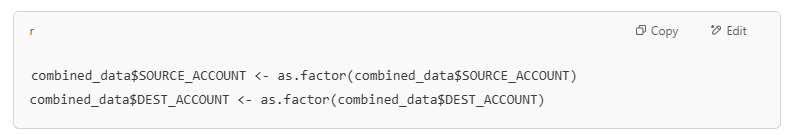 r
Copy
Edit
combined_data$SOURCE_ACCOUNT <- as.factor(combined_data$SOURCE_ACCOUNT)
combined_data$DEST_ACCOUNT <- as.factor(combined_data$DEST_ACCOUNT)